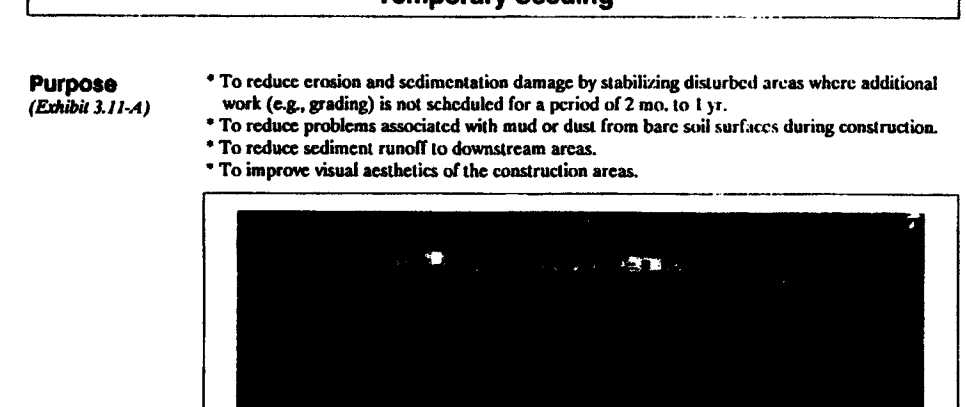 Temporary Seeding
Purpose
(Exhibit 3.11-A)
* To reduce erosion and sedimentation damage by stabilizing disturbed areas where additional
work (e.g., grading) is not scheduled for a period of 2 mo. to 1 yr.
* To reduce problems associated with mud or dust from bare soil surfaces during construction.
* To reduce sediment runoff to downstream areas.
* To improve visual aesthetics of the construction areas.